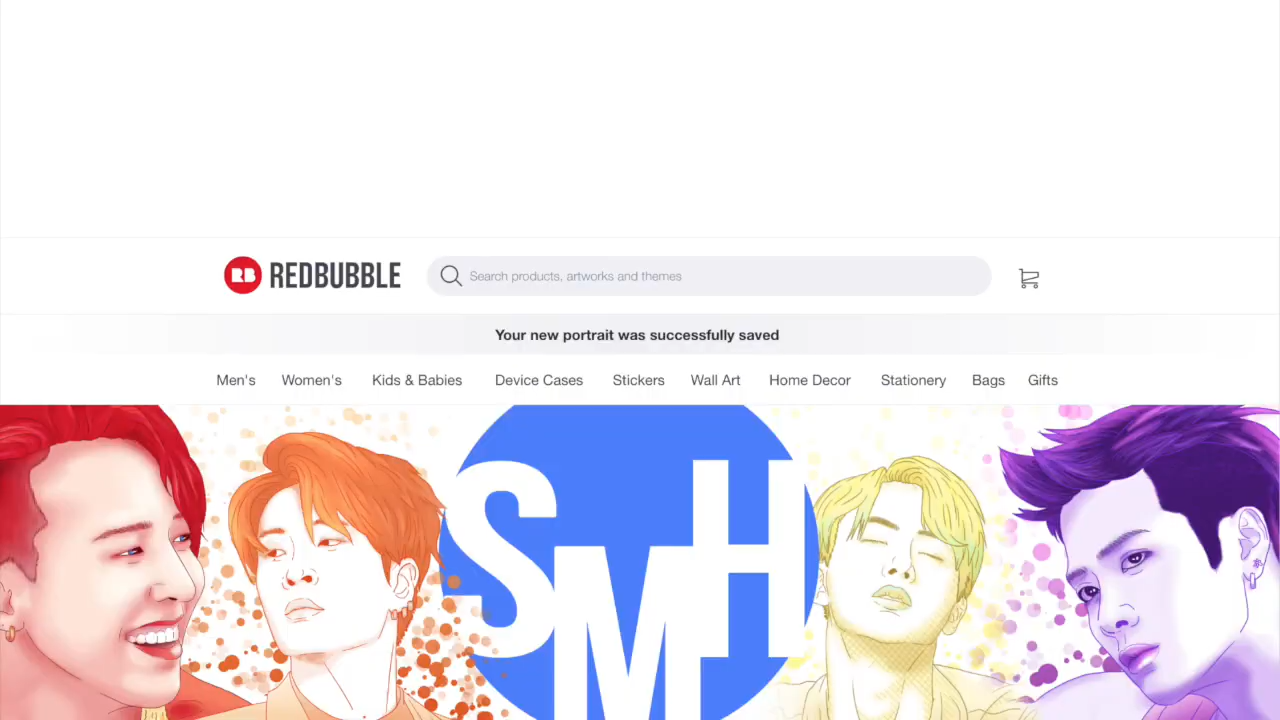 RB REDBUBBLE
Search products, artworks and themes
Your new portrait was successfully saved
Men's Women's Kids & Babies Device Cases Stickers Wall Art Home Decor Stationery Bags Gifts
SMH